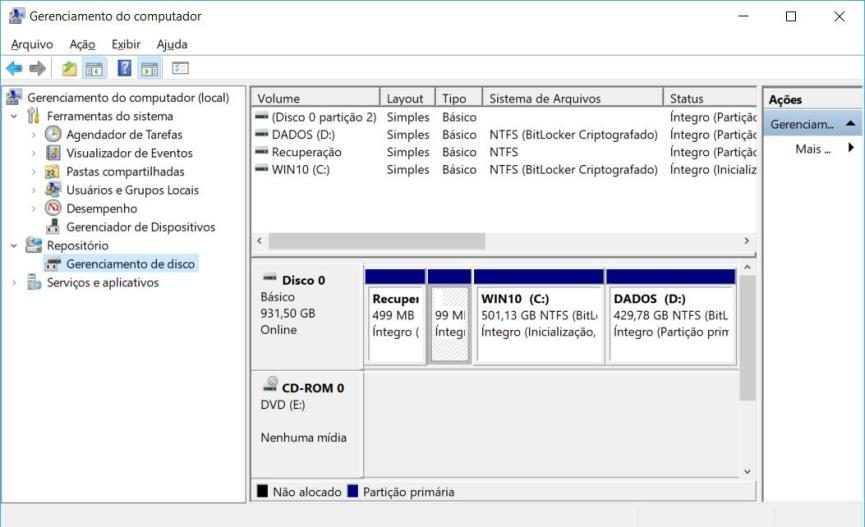 Gerenciamento do computador
Arquivo Ação Exibir Ajuda
Gerenciamento do computador (local)
Ferramentas do sistema
Agendador de Tarefas
Visualizador de Eventos
Pastas compartilhadas
Usuários e Grupos Locais
Desempenho
Gerenciador de Dispositivos
Repositório
Gerenciamento de disco
Serviços e aplicativos
Volume Layout Tipo Sistema de Arquivos Status
(Disco 0 partição 2) Simples Básico Íntegro (Partiçã
DADOS (D:) Simples Básico NTFS (BitLocker Criptografado) Íntegro (Partiçã
Recuperação Simples Básico NTFS Íntegro (Partiçã
WIN10 (C:) Simples Básico NTFS (BitLocker Criptografado) Íntegro (Inicializ
Disco 0
Básico
931,50 GB
Online
Recuper
499 MB
Íntegro (
99 M
Integ
WIN10 (C:)
501,13 GB NTFS (BitL
Íntegro (Inicialização,
DADOS (D:)
429,78 GB NTFS (BitL
Íntegro (Partição prim
CD-ROM 0
DVD (E:)
Nenhuma mídia
Não alocado Partição primária
Ações
Gerenciam...
Mais ...